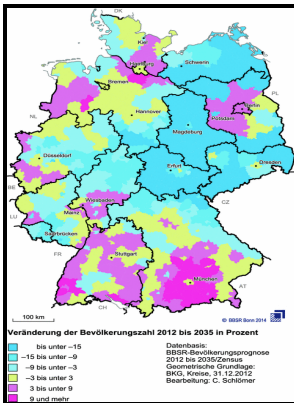 DK
Kiel
Hamburg
Schwerin
Bremen
PL
NL
Hannover
Berlin
Potsdam
Magdeburg
Düsseldorf
Erfurt
Dresden
BE
Wiesbaden
LU
Mainz
CZ
Saarbrücken
FR
Stuttgart
München
AT
CH
100 km
© BBSR Bonn 2014
Veränderung der Bevölkerungszahl 2012 bis 2035 in Prozent
bis unter –15
–15 bis unter –9
–9 bis unter –3
–3 bis unter 3
3 bis unter 9
9 und mehr
Datenbasis:
BBSR-Bevölkerungsprognose
2012 bis 2035/Zensus
Geometrische Grundlage:
BKG, Kreise, 31.12.2012
Bearbeitung: C. Schlömer